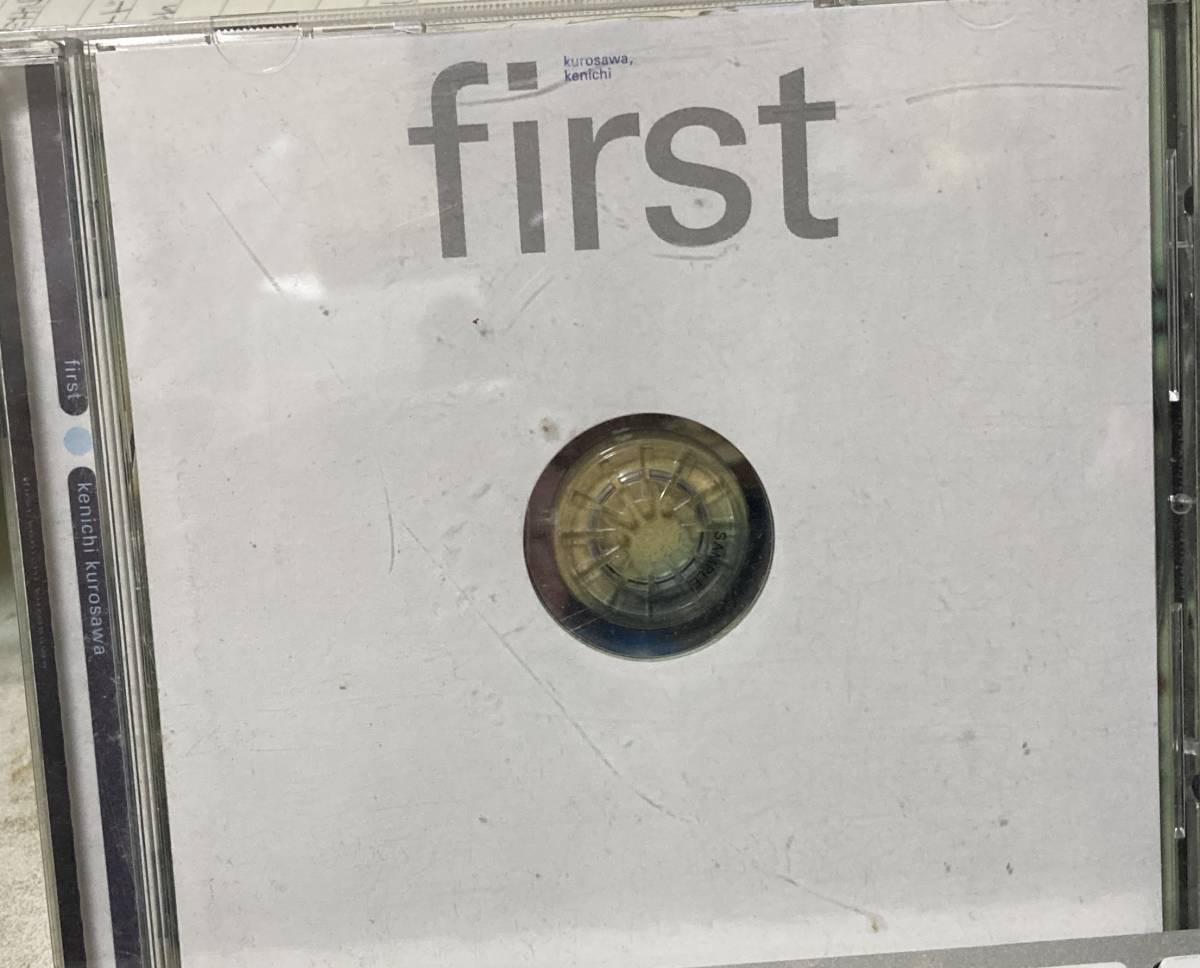 kurosawa,
kenichi
first
first
kenichi kurosawa
SAMPLE